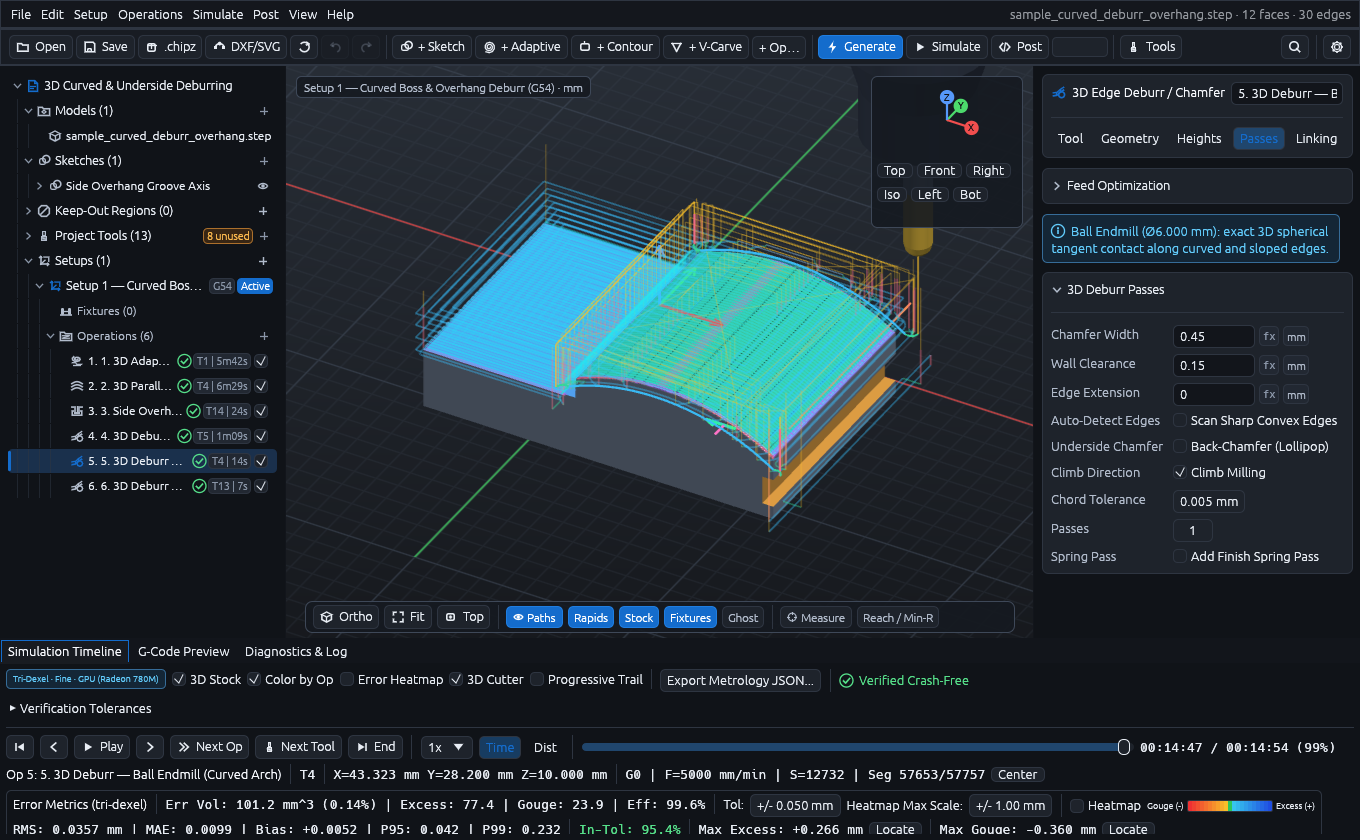 File Edit Setup Operations Simulate Post View Help
sample_curved_deburr_overhang.step · 12 faces · 30 edges
Open Save .chipz DXF/SVG + Sketch + Adaptive + Contour + V-Carve + Op... Generate Simulate Post Tools
3D Curved & Underside Deburring
Models (1) +
sample_curved_deburr_overhang.step
Sketches (1) +
Side Overhang Groove Axis
Keep-Out Regions (0) +
Project Tools (13) 8 unused +
Setups (1) +
Setup 1 — Curved Bos... G54 Active
Fixtures (0)
Operations (6) +
1. 1. 3D Adap... T1 | 5m42s
2. 2. 3D Parall... T4 | 6m29s
3. 3. Side Overh... T14 | 24s
4. 4. 3D Debu... T5 | 1m09s
5. 5. 3D Deburr ... T4 | 14s
6. 6. 3D Deburr ... T13 | 7s
Setup 1 — Curved Boss & Overhang Deburr (G54) · mm
Z
Y
X
Top Front Right
Iso Left Bot
Ortho Fit Top Paths Rapids Stock Fixtures Ghost Measure Reach / Min-R
3D Edge Deburr / Chamfer 5. 3D Deburr — B
Tool Geometry Heights Passes Linking
Feed Optimization
Ball Endmill (Ø6.000 mm): exact 3D spherical
tangent contact along curved and sloped edges.
3D Deburr Passes
Chamfer Width 0.45 fx mm
Wall Clearance 0.15 fx mm
Edge Extension 0 fx mm
Auto-Detect Edges Scan Sharp Convex Edges
Underside Chamfer Back-Chamfer (Lollipop)
Climb Direction Climb Milling
Chord Tolerance 0.005 mm
Passes 1
Spring Pass Add Finish Spring Pass
Simulation Timeline G-Code Preview Diagnostics & Log
Tri-Dexel · Fine · GPU (Radeon 780M) 3D Stock Color by Op Error Heatmap 3D Cutter Progressive Trail Export Metrology JSON... Verified Crash-Free
Verification Tolerances
Play Next Op Next Tool End 1x Time Dist 00:14:47 / 00:14:54 (99%)
Op 5: 5. 3D Deburr — Ball Endmill (Curved Arch) T4 X=43.323 mm Y=28.200 mm Z=10.000 mm G0 | F=5000 mm/min | S=12732 | Seg 57653/57757 Center
Error Metrics (tri-dexel) Err Vol: 101.2 mm^3 (0.14%) | Excess: 77.4 | Gouge: 23.9 | Eff: 99.6% Tol: +/- 0.050 mm Heatmap Max Scale: +/- 1.00 mm Heatmap Gouge (-) Excess (+)
RMS: 0.0357 mm | MAE: 0.0099 | Bias: +0.0052 | P95: 0.042 | P99: 0.232 In-Tol: 95.4% Max Excess: +0.266 mm Locate Max Gouge: -0.360 mm Locate